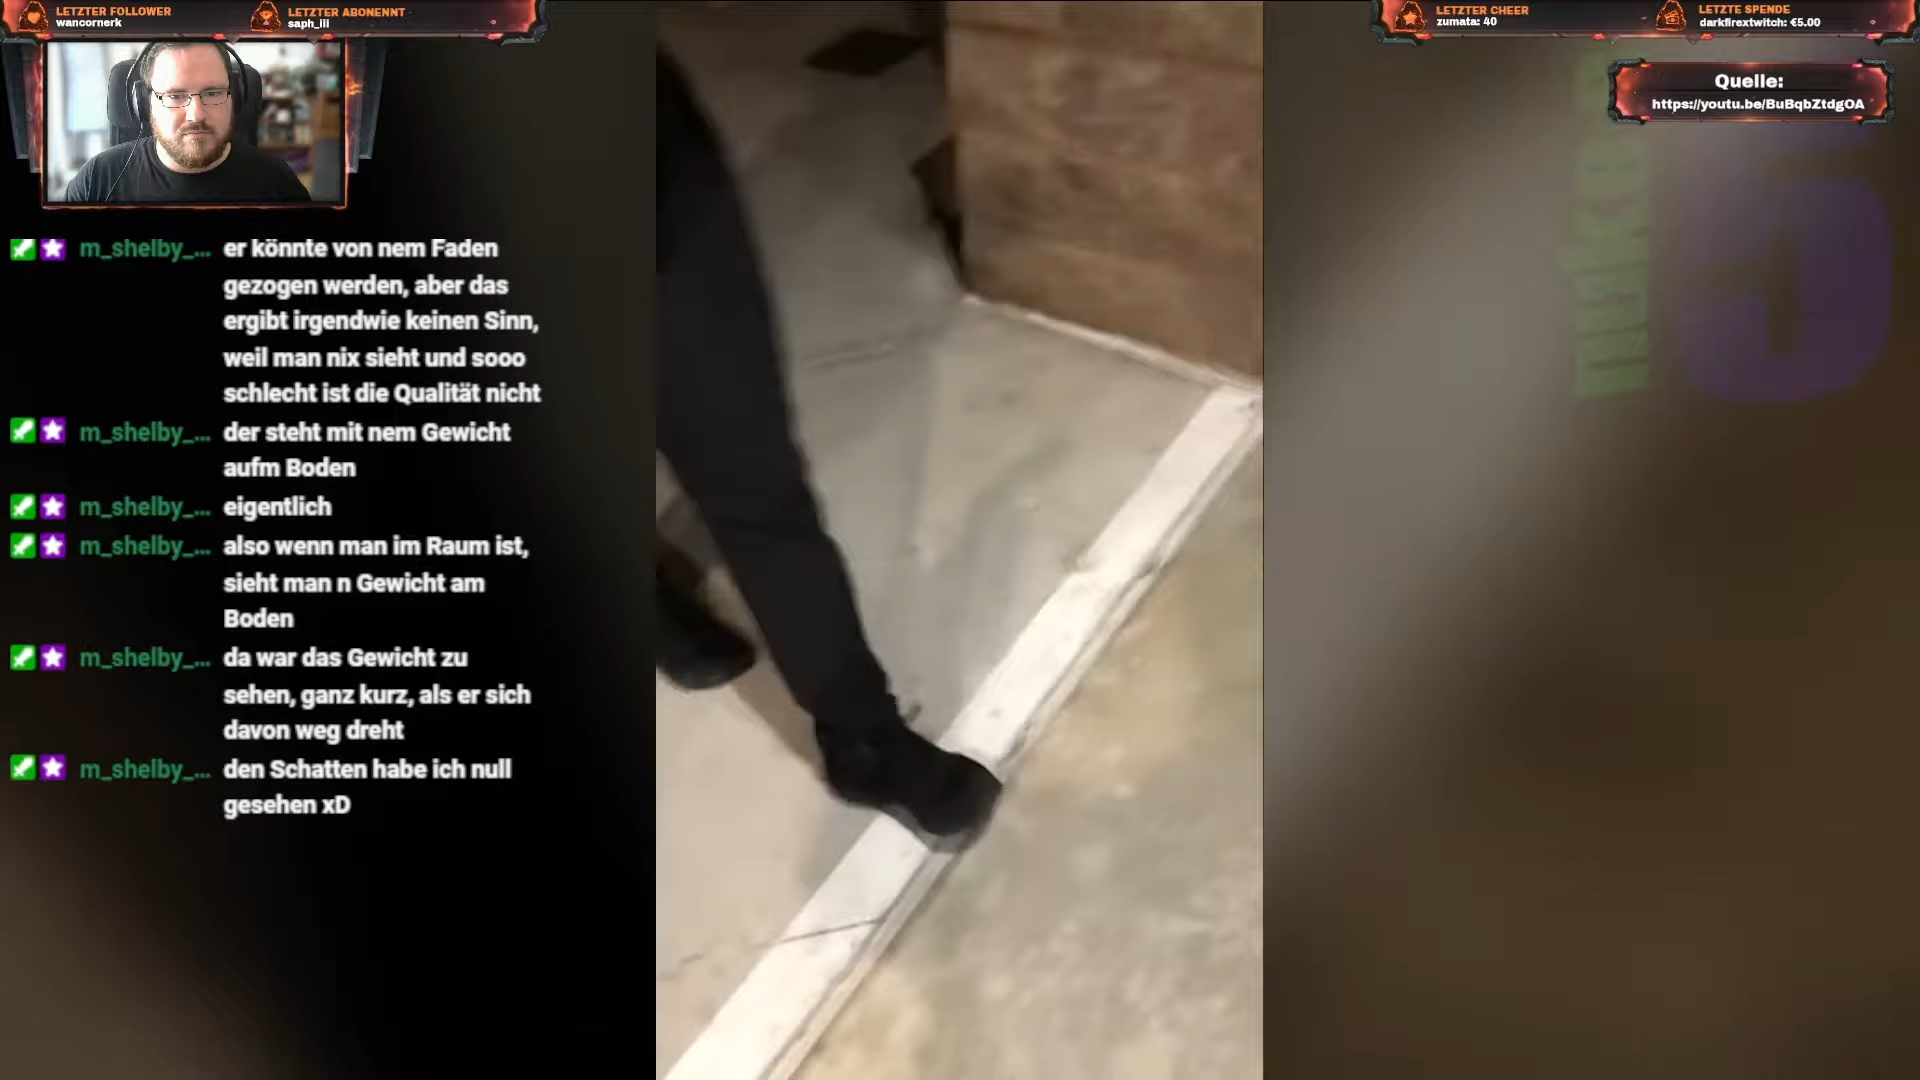 LETZTER FOLLOWER
wancornerk
LETZTER ABONENNT
saph_iii
LETZTER CHEER
zumata: 40
LETZTE SPENDE
darkfirextwitch: €5.00
Quelle:
https://youtu.be/BuBqbZtdgOA
m_shelby_... er könnte von nem Faden
gezogen werden, aber das
ergibt irgendwie keinen Sinn,
weil man nix sieht und sooo
schlecht ist die Qualität nicht
m_shelby_... der steht mit nem Gewicht
aufm Boden
m_shelby_... eigentlich
m_shelby_... also wenn man im Raum ist,
sieht man n Gewicht am
Boden
m_shelby_... da war das Gewicht zu
sehen, ganz kurz, als er sich
davon weg dreht
m_shelby_... den Schatten habe ich null
gesehen xD
5